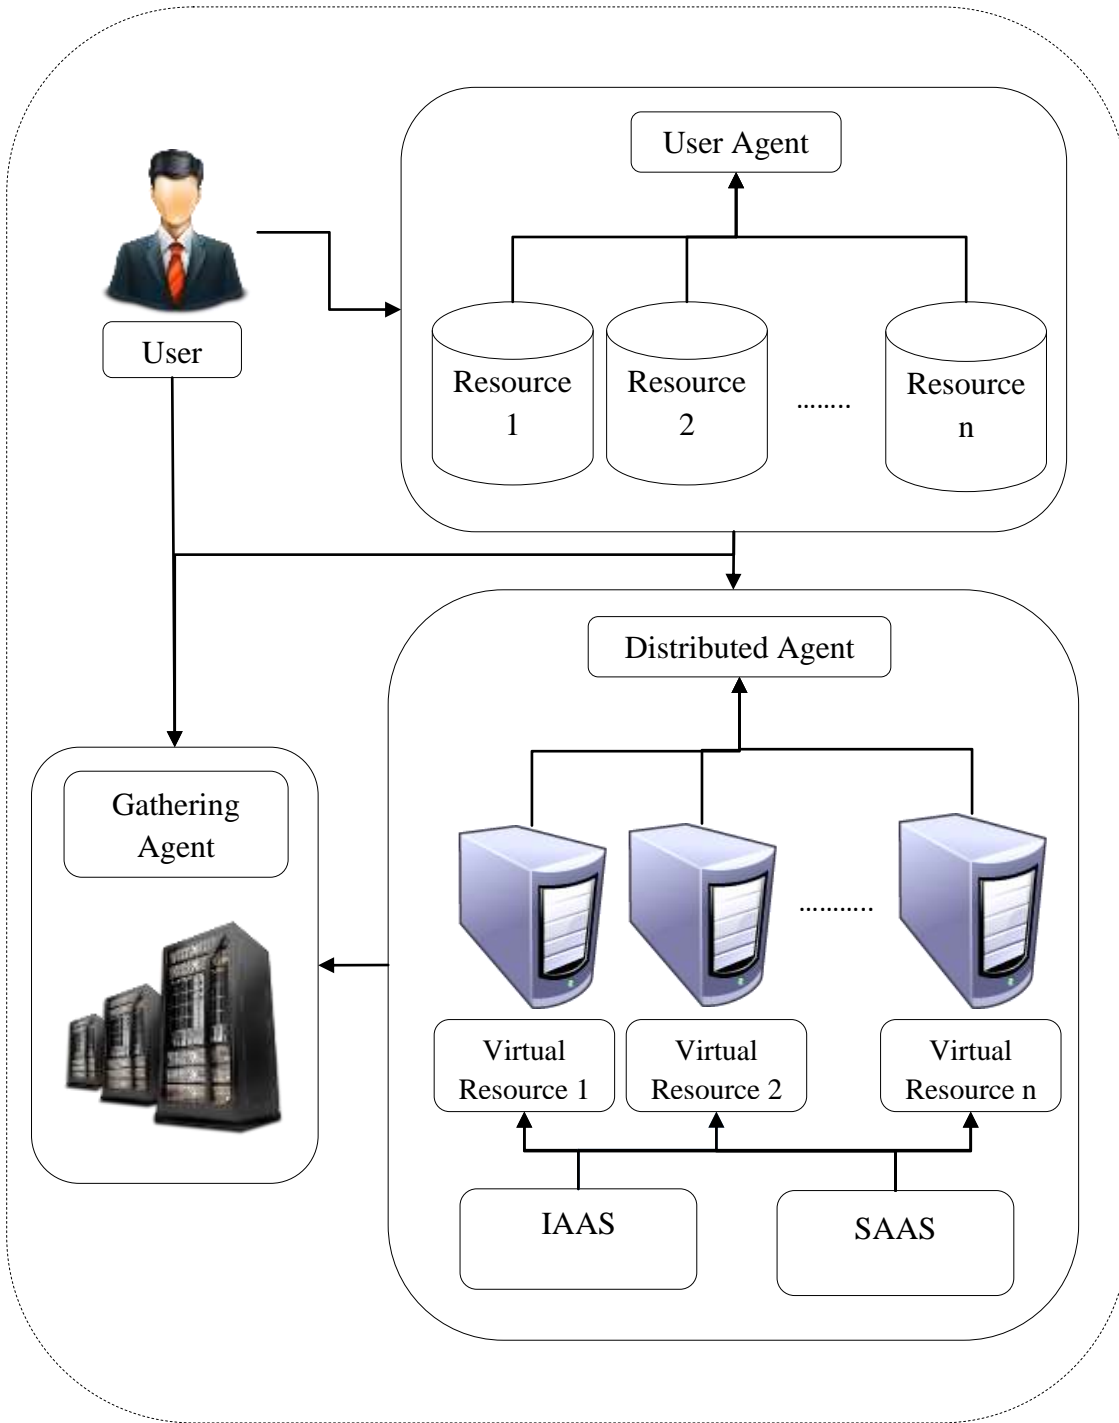 User Agent
User
Resource
1
Resource
2
........
Resource
n
Distributed Agent
Gathering
Agent
...........
Virtual
Resource 1
Virtual
Resource 2
Virtual
Resource n
IAAS
SAAS